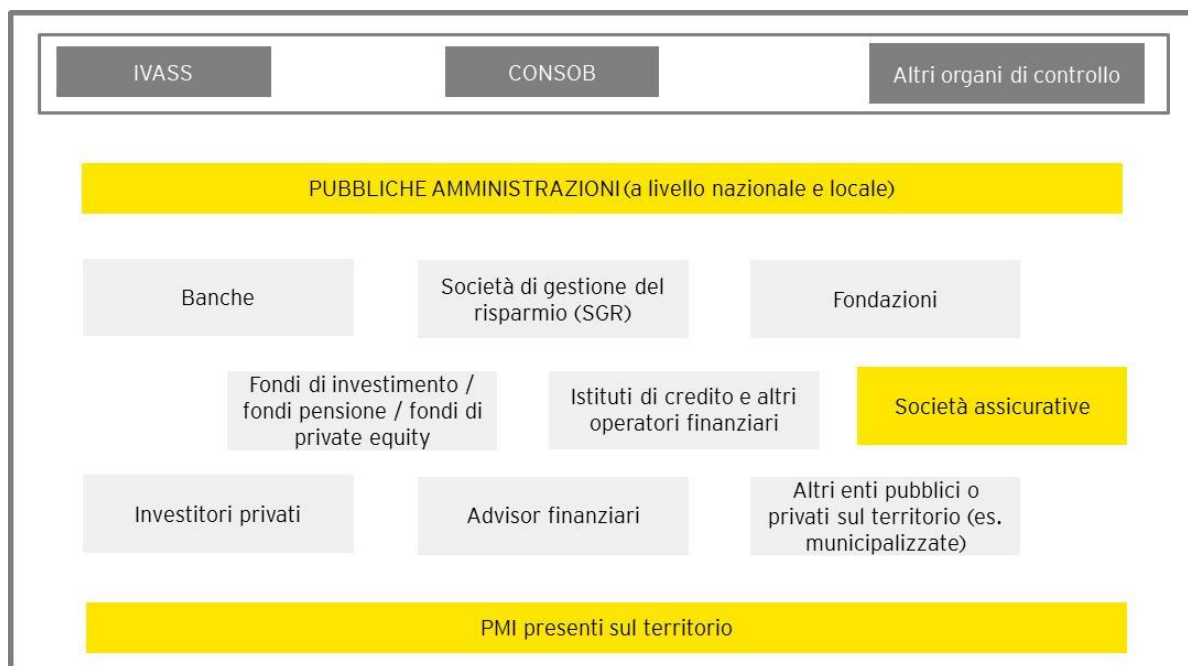 IVASS
CONSOB
Altri organi di controllo
PUBBLICHE AMMINISTRAZIONI (a livello nazionale e locale)
Banche
Società di gestione del
risparmio (SGR)
Fondazioni
Fondi di investimento /
fondi pensione / fondi di
private equity
Istituti di credito e altri
operatori finanziari
Società assicurative
Investitori privati
Advisor finanziari
Altri enti pubblici o
privati sul territorio (es.
municipalizzate)
PMI presenti sul territorio